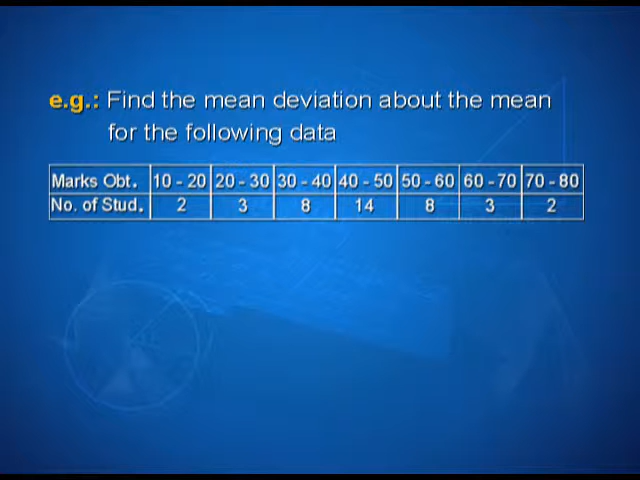 e.g.: Find the mean deviation about the mean
for the following data
Marks Obt. 10 - 20 20 - 30 30 - 40 40 - 50 50 - 60 60 - 70 70 - 80
No. of Stud. 2 3 8 14 8 3 2